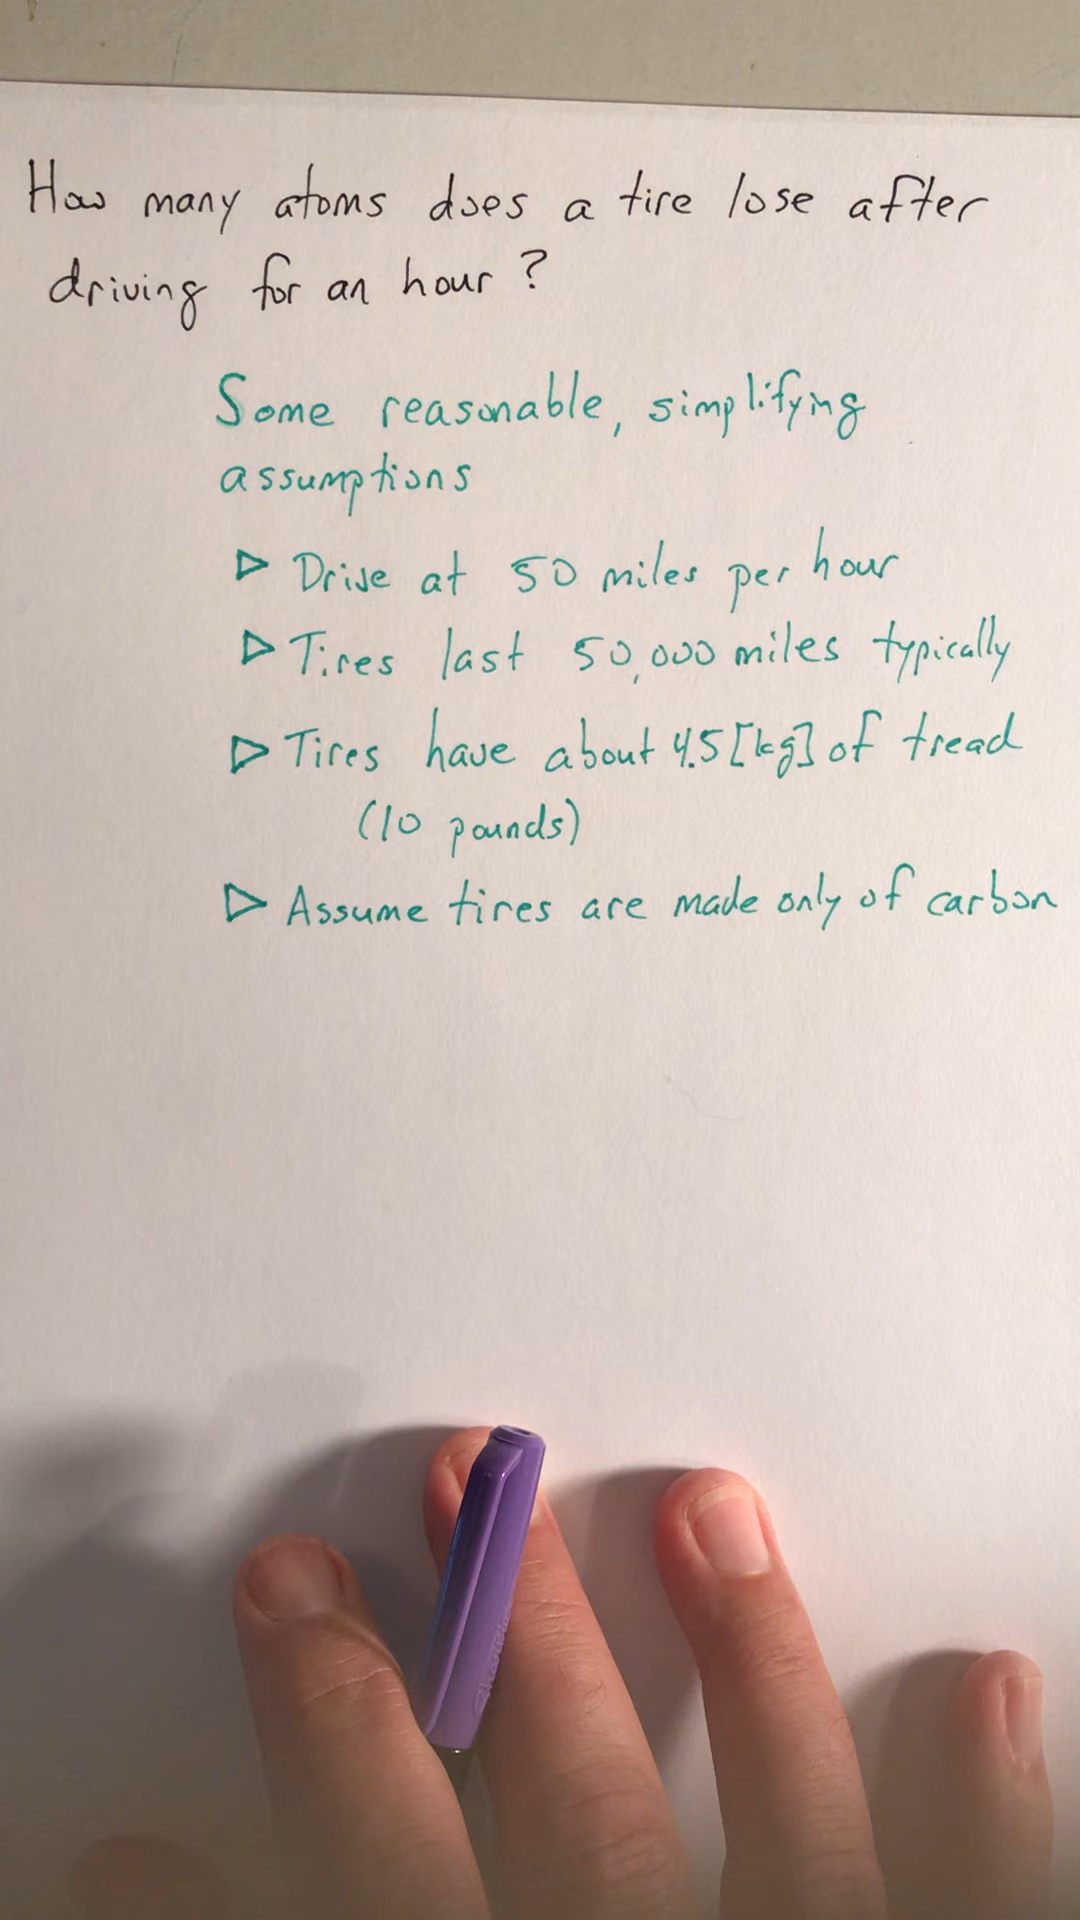 How many atoms does a tire lose after
driving for an hour?
Some reasonable, simplifying
assumptions
▷ Drive at 50 miles per hour
▷ Tires last 50,000 miles typically
▷ Tires have about 4.5 [kg] of tread
(10 pounds)
▷ Assume tires are made only of carbon
Sharpie